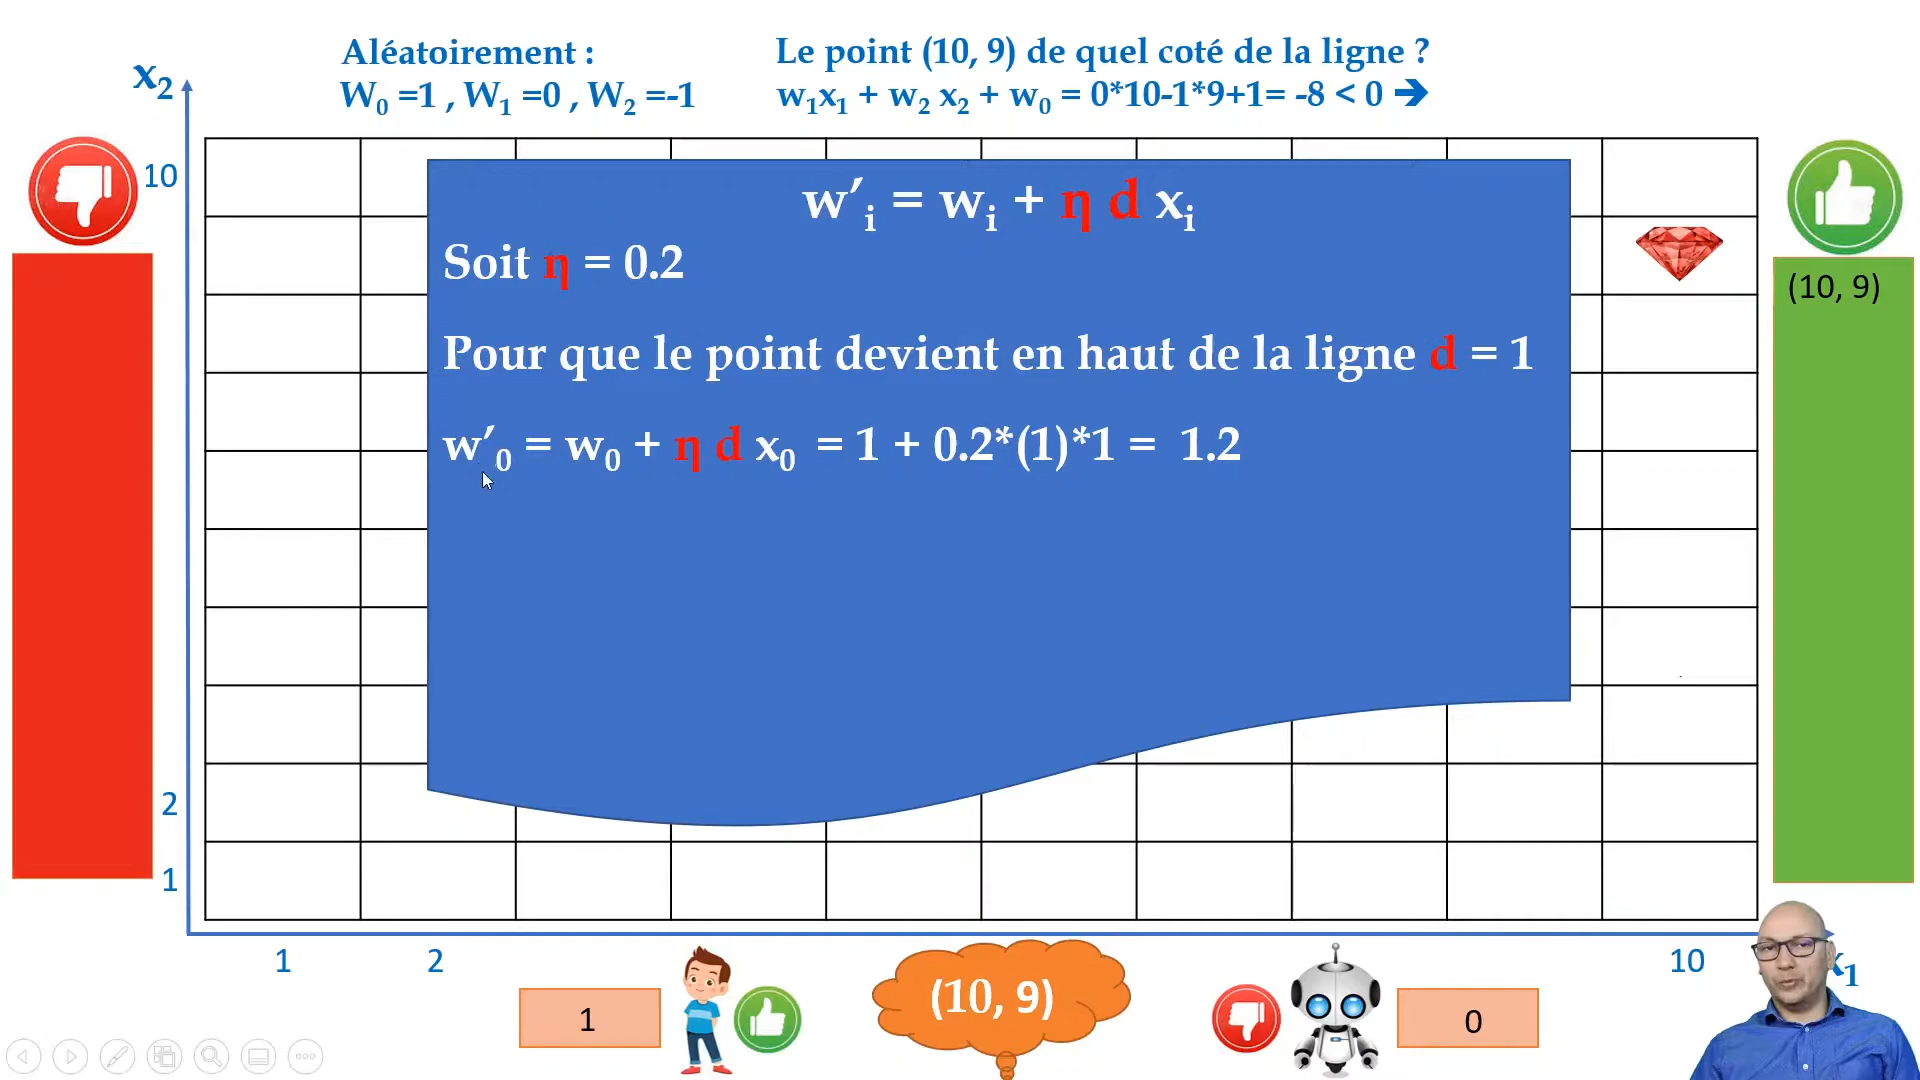 Aléatoirement :
W₀ =1 , W₁ =0 , W₂ =-1
Le point (10, 9) de quel coté de la ligne ?
w₁x₁ + w₂ x₂ + w₀ = 0*10-1*9+1= -8 < 0 ➔
x₂
10
w′ᵢ = wᵢ + η d xᵢ
Soit η = 0.2
(10, 9)
Pour que le point devient en haut de la ligne d = 1
w′₀ = w₀ + η d x₀ = 1 + 0.2*(1)*1 = 1.2
2
1
1
2
10
x₁
1
(10, 9)
0